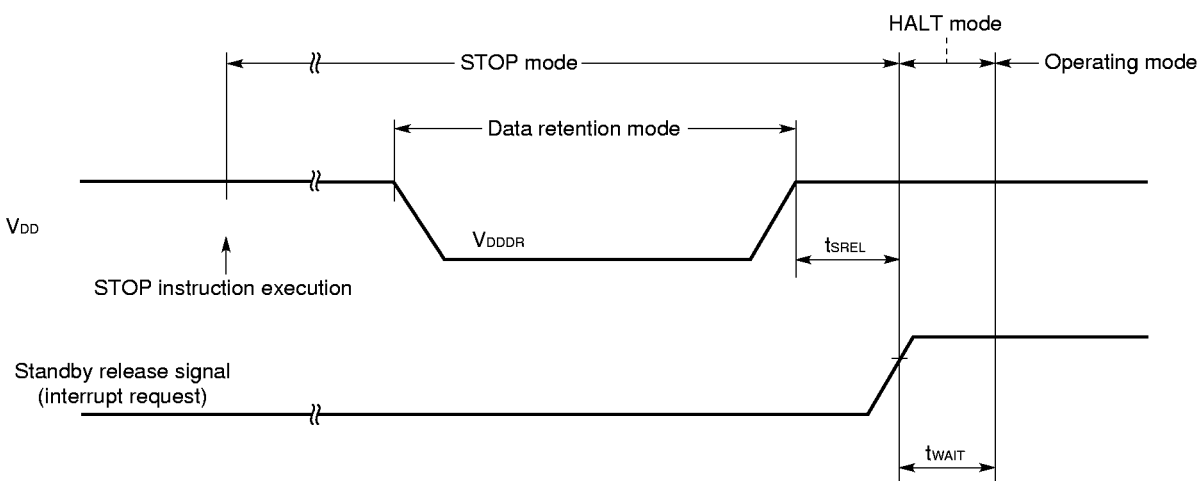 HALT mode
STOP mode
Operating mode
Data retention mode
VDD
VDDDR
tSREL
STOP instruction execution
Standby release signal
(interrupt request)
tWAIT